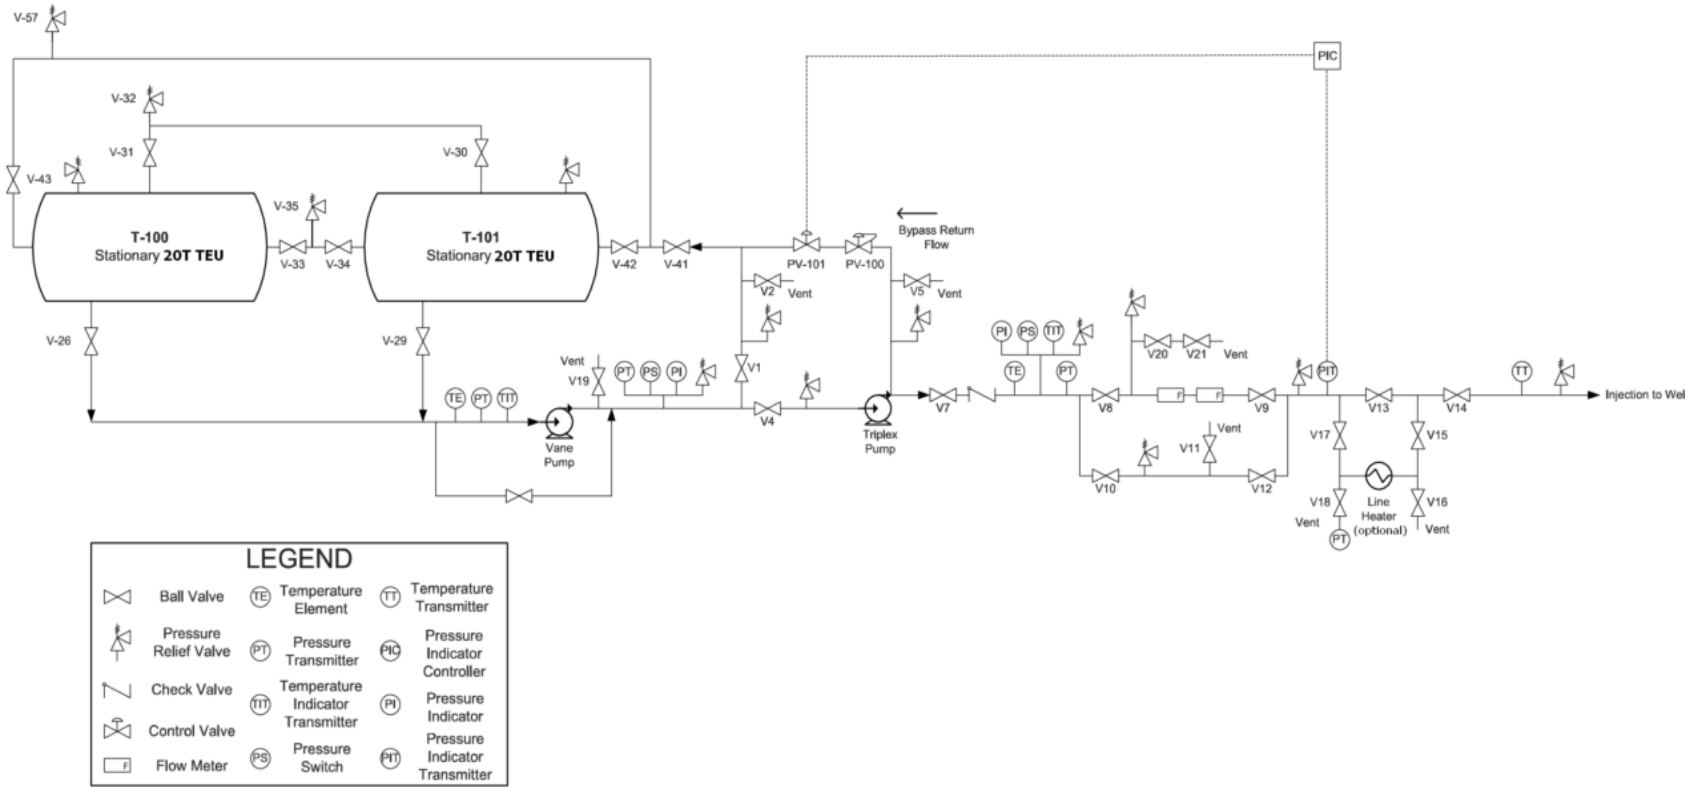 V-57
PIC
V-32
V-31
V-30
V-43
V-35
T-100
Stationary 20T TEU
T-101
Stationary 20T TEU
V-33
V-34
V-42
V-41
PV-101
PV-100
Bypass Return
Flow
V2
Vent
V5
Vent
V-26
V-29
Vent
V19
PT
PS
PI
V1
PI
PS
TIT
TE
PT
V20
V21
Vent
PIT
TT
TE
PT
TIT
Vane
Pump
V4
Triplex
Pump
V7
V8
F
F
V9
V13
V14
Injection to Well
V10
V11
Vent
V12
V17
V15
V18
Vent
PT
Line
Heater
(optional)
V16
Vent
LEGEND
Ball Valve
TE
Temperature
Element
TT
Temperature
Transmitter
Pressure
Relief Valve
PT
Pressure
Transmitter
PIC
Pressure
Indicator
Controller
Check Valve
TIT
Temperature
Indicator
Transmitter
PI
Pressure
Indicator
Control Valve
F
Flow Meter
PS
Pressure
Switch
PIT
Pressure
Indicator
Transmitter